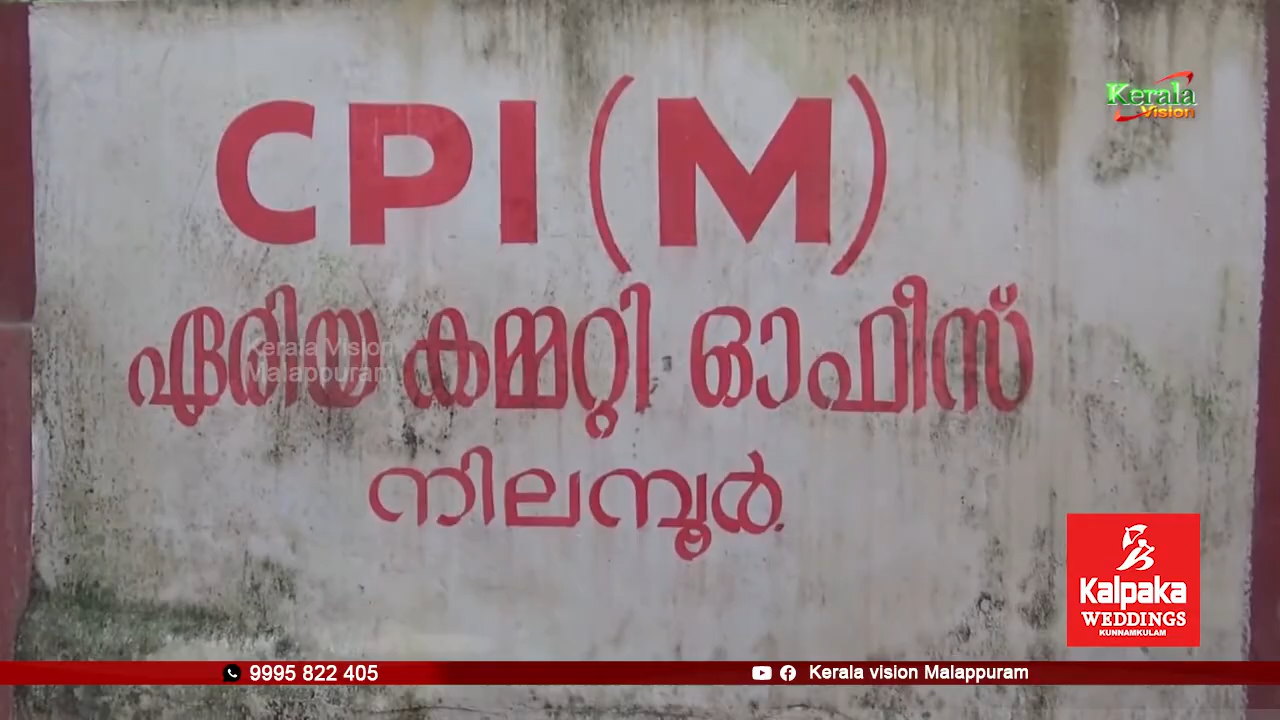 CPI (M)
ഏരിയ കമ്മറ്റി ഓഫീസ്
നിലമ്പൂർ.
Kerala
Vision
Kerala Vision
Malappuram
Kalpaka
WEDDINGS
KUNNAMKULAM
9995 822 405
Kerala vision Malappuram